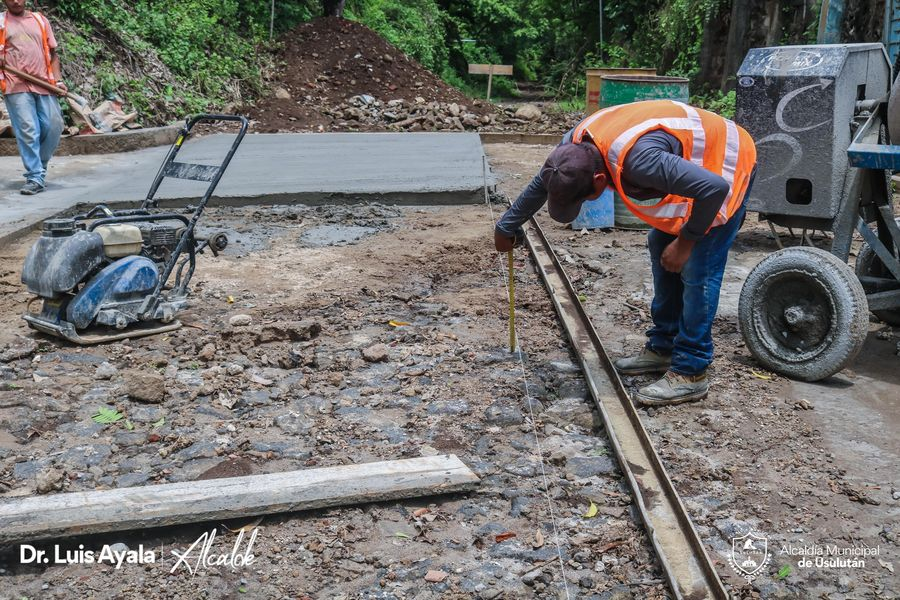 Dr. Luis Ayala
Alcalde
Alcaldía Municipal
de Usulután